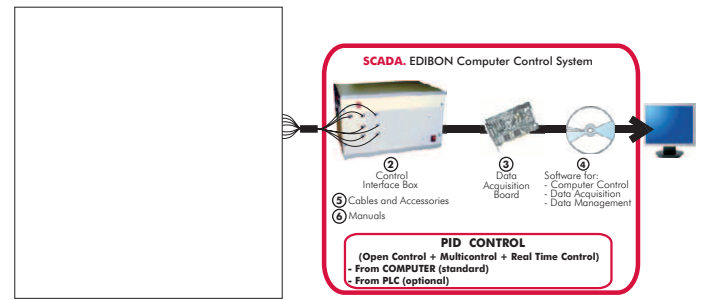 SCADA. EDIBON Computer Control System
2
Control
Interface Box
5 Cables and Accessories
6 Manuals
3
Data
Acquisition
Board
4
Software for:
- Computer Control
- Data Acquisition
- Data Management
PID CONTROL
(Open Control + Multicontrol + Real Time Control)
- From COMPUTER (standard)
- From PLC (optional)